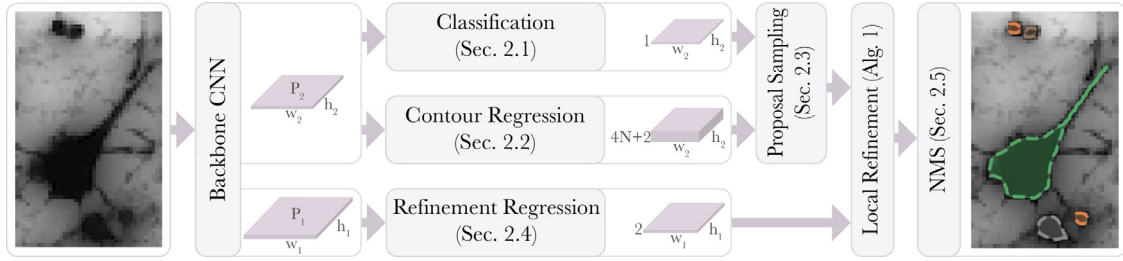 Backbone CNN
P2
w2
h2
P1
w1
h1
Classification
(Sec. 2.1)
1
w2
h2
Contour Regression
(Sec. 2.2)
4N+2
w2
h2
Refinement Regression
(Sec. 2.4)
2
w1
h1
Proposal Sampling
(Sec. 2.3)
Local Refinement (Alg. 1)
NMS (Sec. 2.5)